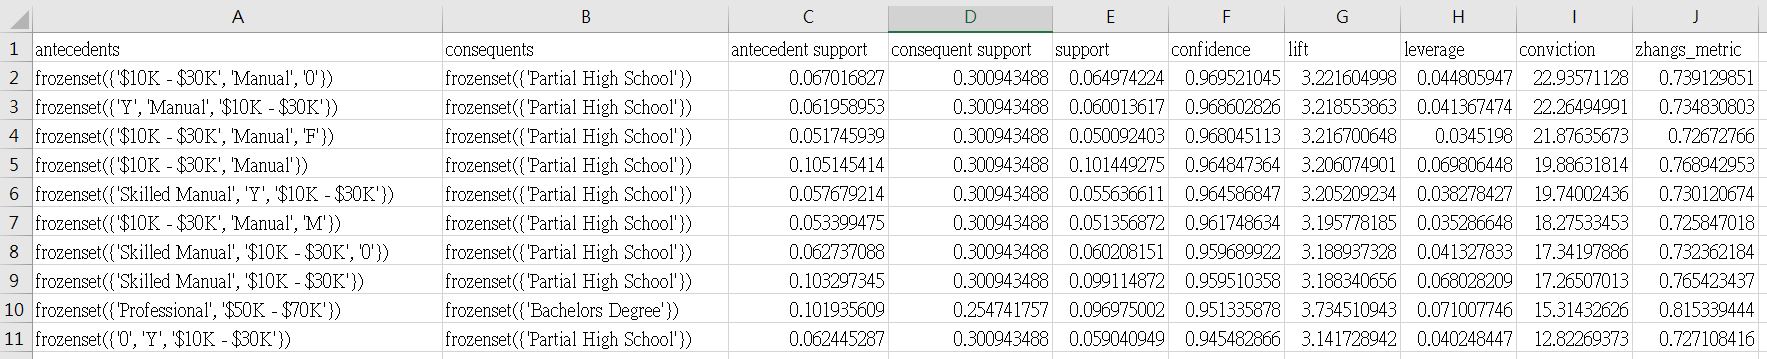 A B C D E F G H I J
1 antecedents consequents antecedent support consequent support support confidence lift leverage conviction zhangs_metric
2 frozenset({'$10K - $30K', 'Manual', '0'}) frozenset({'Partial High School'}) 0.067016827 0.300943488 0.064974224 0.969521045 3.221604998 0.044805947 22.93571128 0.739129851
3 frozenset({'Y', 'Manual', '$10K - $30K'}) frozenset({'Partial High School'}) 0.061958953 0.300943488 0.060013617 0.968602826 3.218553863 0.041367474 22.26494991 0.734830803
4 frozenset({'$10K - $30K', 'Manual', 'F'}) frozenset({'Partial High School'}) 0.051745939 0.300943488 0.050092403 0.968045113 3.216700648 0.0345198 21.87635673 0.72672766
5 frozenset({'$10K - $30K', 'Manual'}) frozenset({'Partial High School'}) 0.105145414 0.300943488 0.101449275 0.964847364 3.206074901 0.069806448 19.88631814 0.768942953
6 frozenset({'Skilled Manual', 'Y', '$10K - $30K'}) frozenset({'Partial High School'}) 0.057679214 0.300943488 0.055636611 0.964586847 3.205209234 0.038278427 19.74002436 0.730120674
7 frozenset({'$10K - $30K', 'Manual', 'M'}) frozenset({'Partial High School'}) 0.053399475 0.300943488 0.051356872 0.961748634 3.195778185 0.035286648 18.27533453 0.725847018
8 frozenset({'Skilled Manual', '$10K - $30K', '0'}) frozenset({'Partial High School'}) 0.062737088 0.300943488 0.060208151 0.959689922 3.188937328 0.041327833 17.34197886 0.732362184
9 frozenset({'Skilled Manual', '$10K - $30K'}) frozenset({'Partial High School'}) 0.103297345 0.300943488 0.099114872 0.959510358 3.188340656 0.068028209 17.26507013 0.765423437
10 frozenset({'Professional', '$50K - $70K'}) frozenset({'Bachelors Degree'}) 0.101935609 0.254741757 0.096975002 0.951335878 3.734510943 0.071007746 15.31432626 0.815339444
11 frozenset({'0', 'Y', '$10K - $30K'}) frozenset({'Partial High School'}) 0.062445287 0.300943488 0.059040949 0.945482866 3.141728942 0.040248447 12.82269373 0.727108416